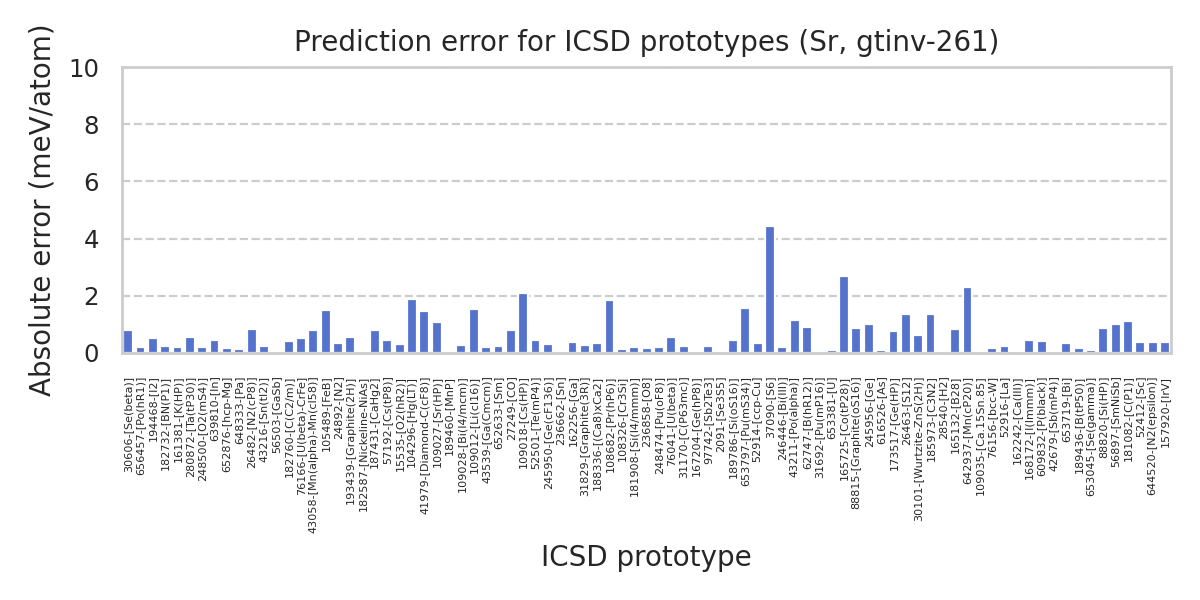 Prediction error for ICSD prototypes (Sr, gtinv-261)
Absolute error (meV/atom)
10
8
6
4
2
0
30606-[Se(beta)]
656457-[Po(hR1)]
194468-[I2]
182732-[BN(P1)]
161381-[K(HP)]
280872-[Ta(tP30)]
248500-[O2(mS4)]
639810-[In]
652876-[hcp-Mg]
648333-[Pa]
26482-[N2(cP8)]
43216-[Sn(tI2)]
56503-[GaSb]
182760-[C(C2/m)]
76166-[U(beta)-CrFe]
43058-[Mn(alpha)-Mn(cI58)]
105489-[FeB]
24892-[N2]
193439-[Graphite(2H)]
182587-[Nickeline-NiAs]
187431-[CaHg2]
57192-[Cs(tP8)]
15535-[O2(hR2)]
104296-[Hg(LT)]
41979-[Diamond-C(cF8)]
109027-[Sr(HP)]
189460-[MnP]
109028-[Bi(I4/mcm)]
109012-[Li(cI16)]
43539-[Ga(Cmcm)]
652633-[Sm]
27249-[CO]
109018-[Cs(HP)]
52501-[Te(mP4)]
245950-[Ge(cF136)]
236662-[Sn]
162256-[Ga]
31829-[Graphite(3R)]
188336-[(Ca8)xCa2]
108682-[Pr(hP6)]
108326-[Cr3Si]
181908-[Si(I4/mmm)]
236858-[O8]
248474-[Pu(oF8)]
76041-[U(beta)]
31170-[C(P63mc)]
167204-[Ge(hP8)]
97742-[Sb2Te3]
2091-[Se3S5]
189786-[Si(oS16)]
653797-[Pu(mS34)]
52914-[ccp-Cu]
37090-[S6]
246446-[Bi(III)]
43211-[Po(alpha)]
62747-[B(hR12)]
31692-[Pu(mP16)]
653381-[U]
165725-[Co(tP28)]
88815-[Graphite(oS16)]
245956-[Ge]
616526-[As]
173517-[Ge(HP)]
26463-[S12]
30101-[Wurtzite-ZnS(2H)]
185973-[C3N2]
28540-[H2]
165132-[B28]
642937-[Mn(cP20)]
109035-[Ca.15Sn.85]
76156-[bcc-W]
52916-[La]
162242-[Ca(III)]
168172-[I(Immm)]
609832-[P(black)]
42679-[Sb(mP4)]
653719-[Bi]
189436-[B(tP50)]
653045-[Se(gamma)]
88820-[Si(HP)]
56897-[SmNiSb]
181082-[C(P1)]
52412-[Sc]
644520-[N2(epsilon)]
157920-[IrV]
ICSD prototype